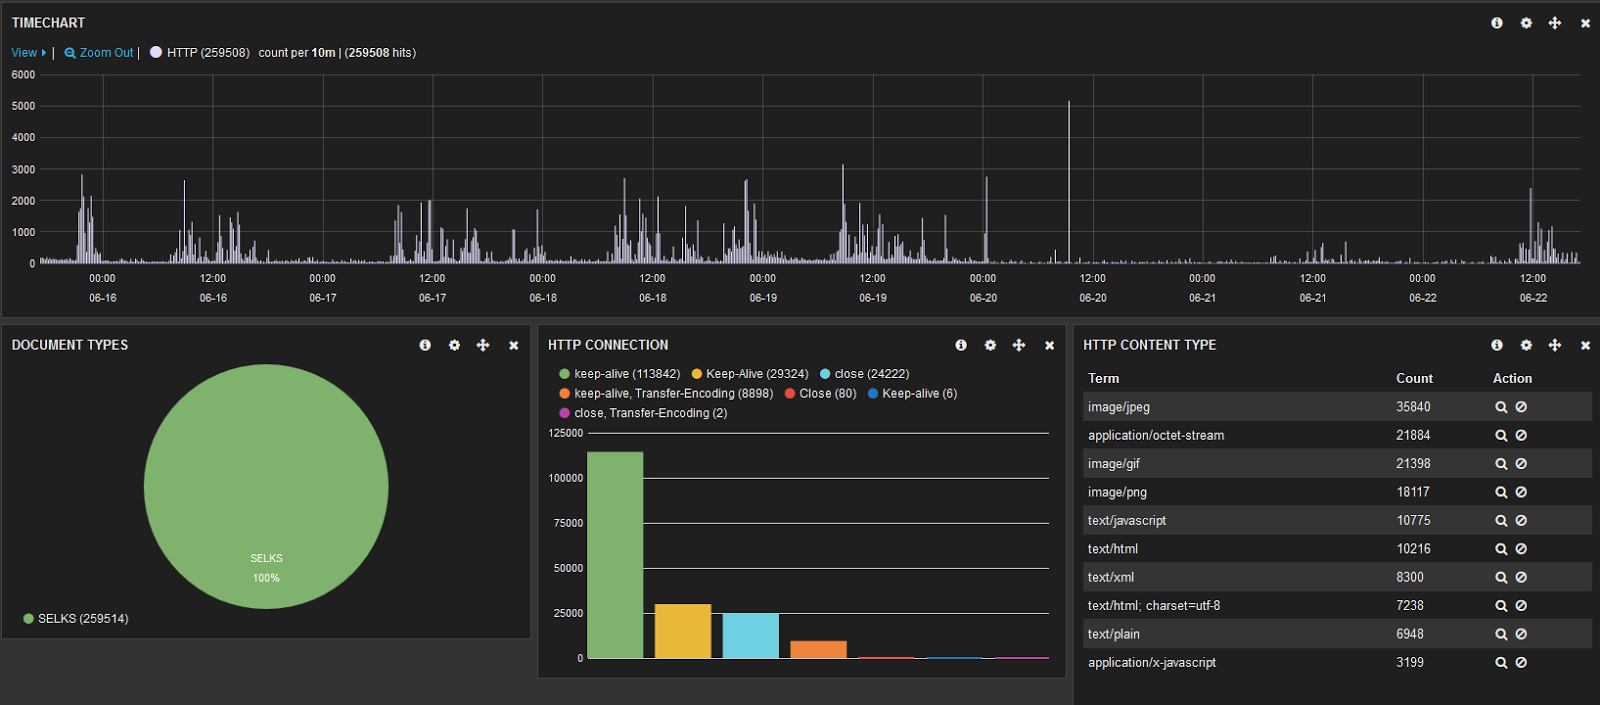 TIMECHART
View | Zoom Out | HTTP (259508) count per 10m | (259508 hits)
6000
5000
4000
3000
2000
1000
0
00:00 12:00 00:00 12:00 00:00 12:00 00:00 12:00 00:00 12:00 00:00 12:00 00:00 12:00
06-16 06-16 06-17 06-17 06-18 06-18 06-19 06-19 06-20 06-20 06-21 06-21 06-22 06-22
DOCUMENT TYPES
SELKS
100%
SELKS (259514)
HTTP CONNECTION
keep-alive (113842) Keep-Alive (29324) close (24222)
keep-alive, Transfer-Encoding (8898) Close (80) Keep-alive (6)
close, Transfer-Encoding (2)
125000
100000
75000
50000
25000
0
HTTP CONTENT TYPE
Term Count Action
image/jpeg 35840
application/octet-stream 21884
image/gif 21398
image/png 18117
text/javascript 10775
text/html 10216
text/xml 8300
text/html; charset=utf-8 7238
text/plain 6948
application/x-javascript 3199